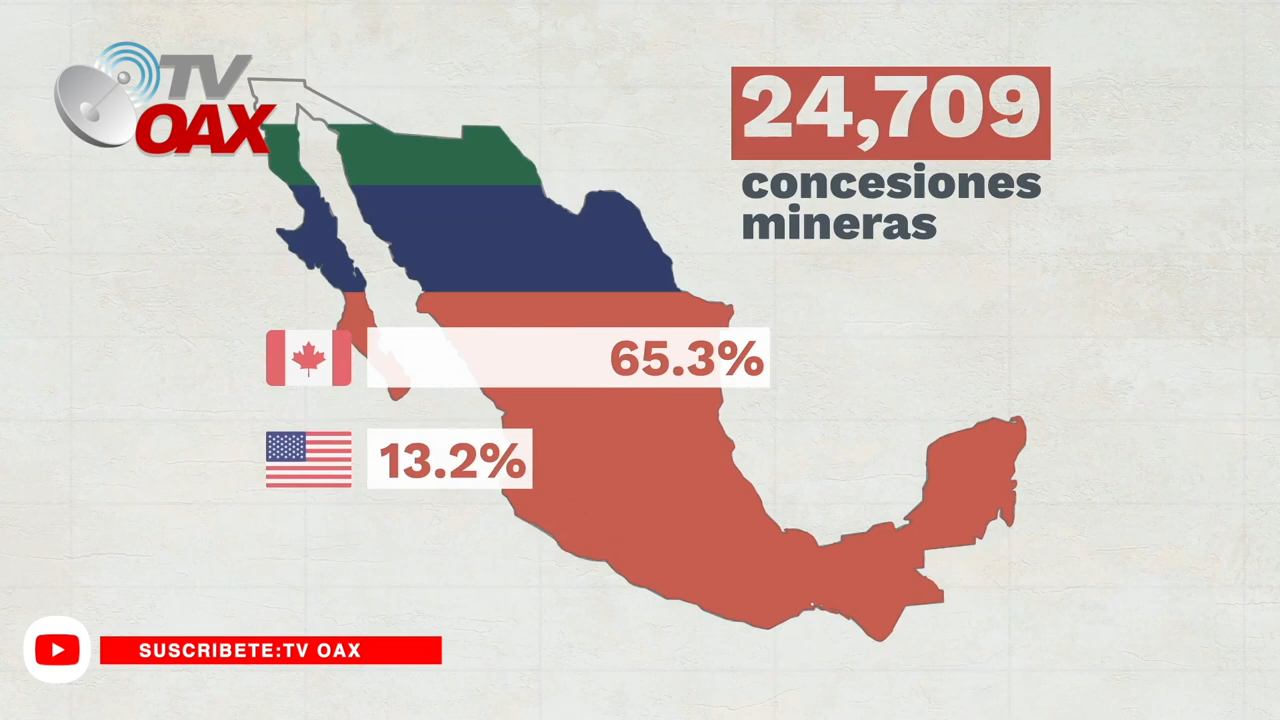 TV
OAX
24,709
concesiones
mineras
65.3%
13.2%
SUSCRIBETE:TV OAX